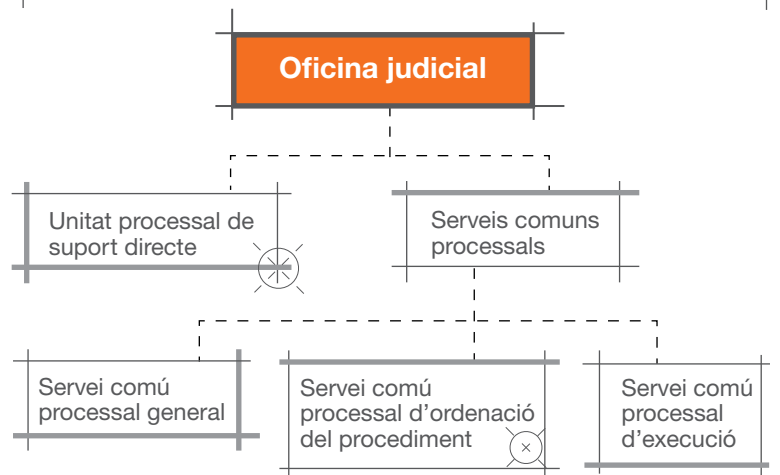 Oficina judicial
Unitat processal de
suport directe
Serveis comuns
processals
Servei comú
processal general
Servei comú
processal d’ordenació
del procediment
Servei comú
processal
d’execució